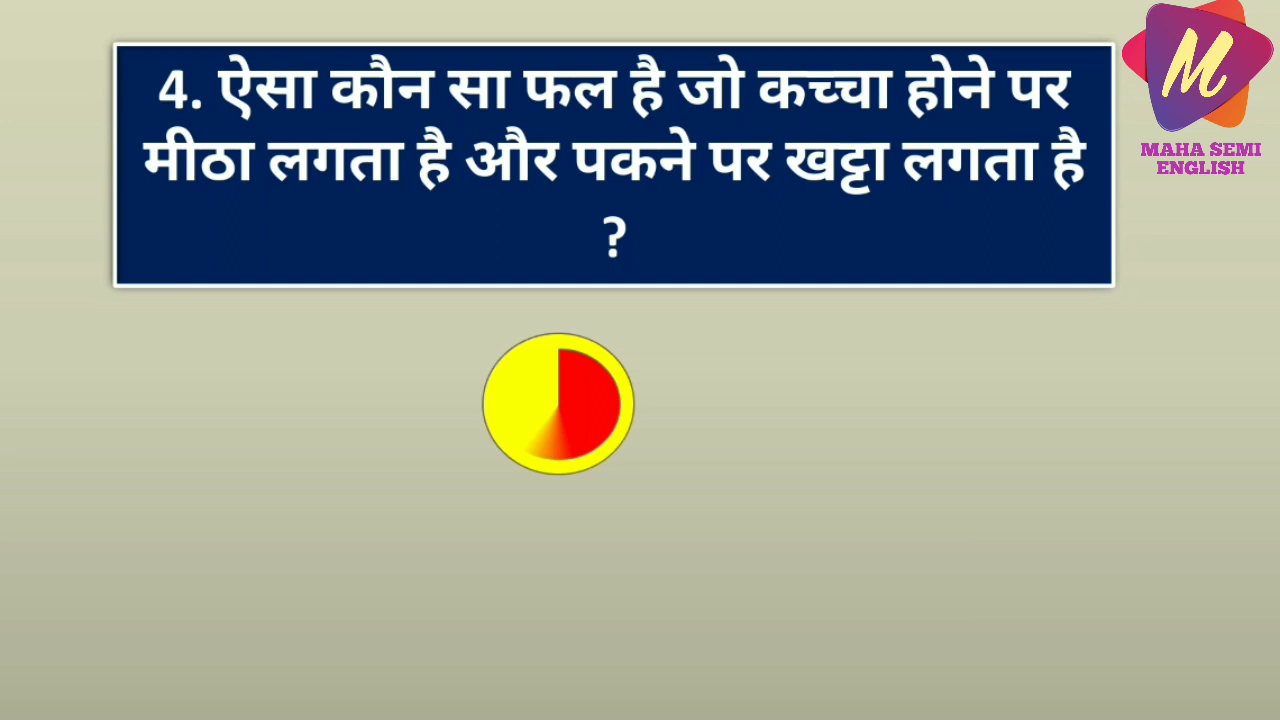 4. ऐसा कौन सा फल है जो कच्चा होने पर
मीठा लगता है और पकने पर खट्टा लगता है
?
M
MAHA SEMI
ENGLISH